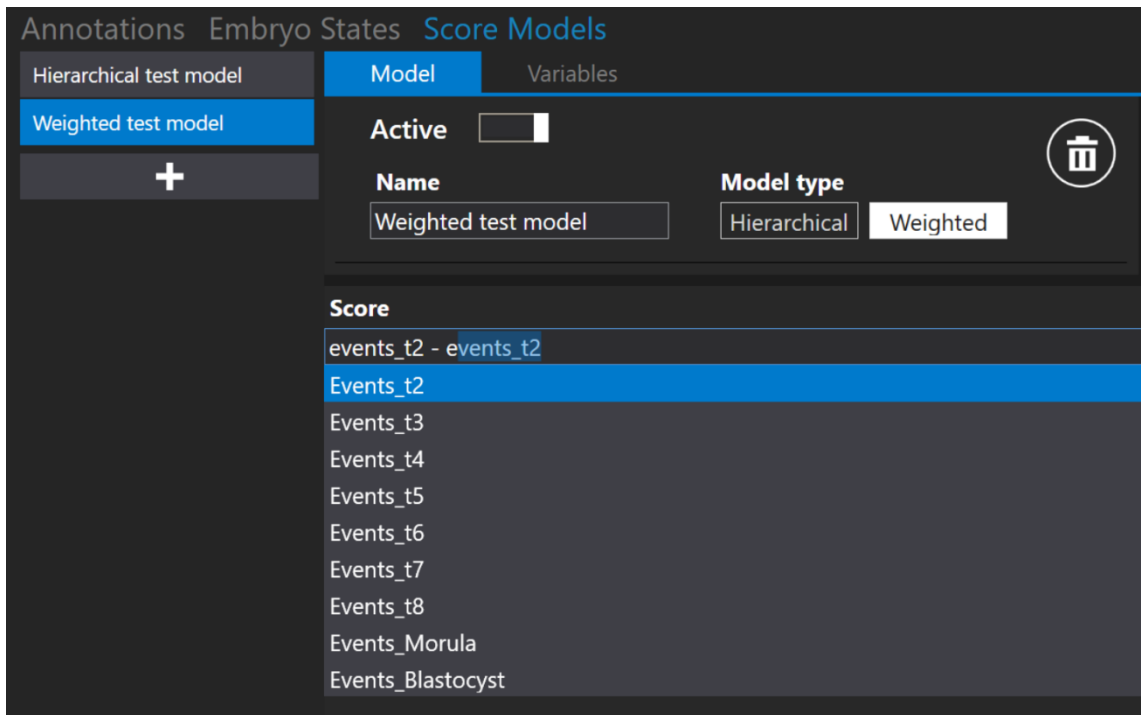 Annotations Embryo States Score Models
Hierarchical test model
Weighted test model
Model Variables
Active
Name
Weighted test model
Model type
Hierarchical Weighted
Score
events_t2 - events_t2
Events_t2
Events_t3
Events_t4
Events_t5
Events_t6
Events_t7
Events_t8
Events_Morula
Events_Blastocyst